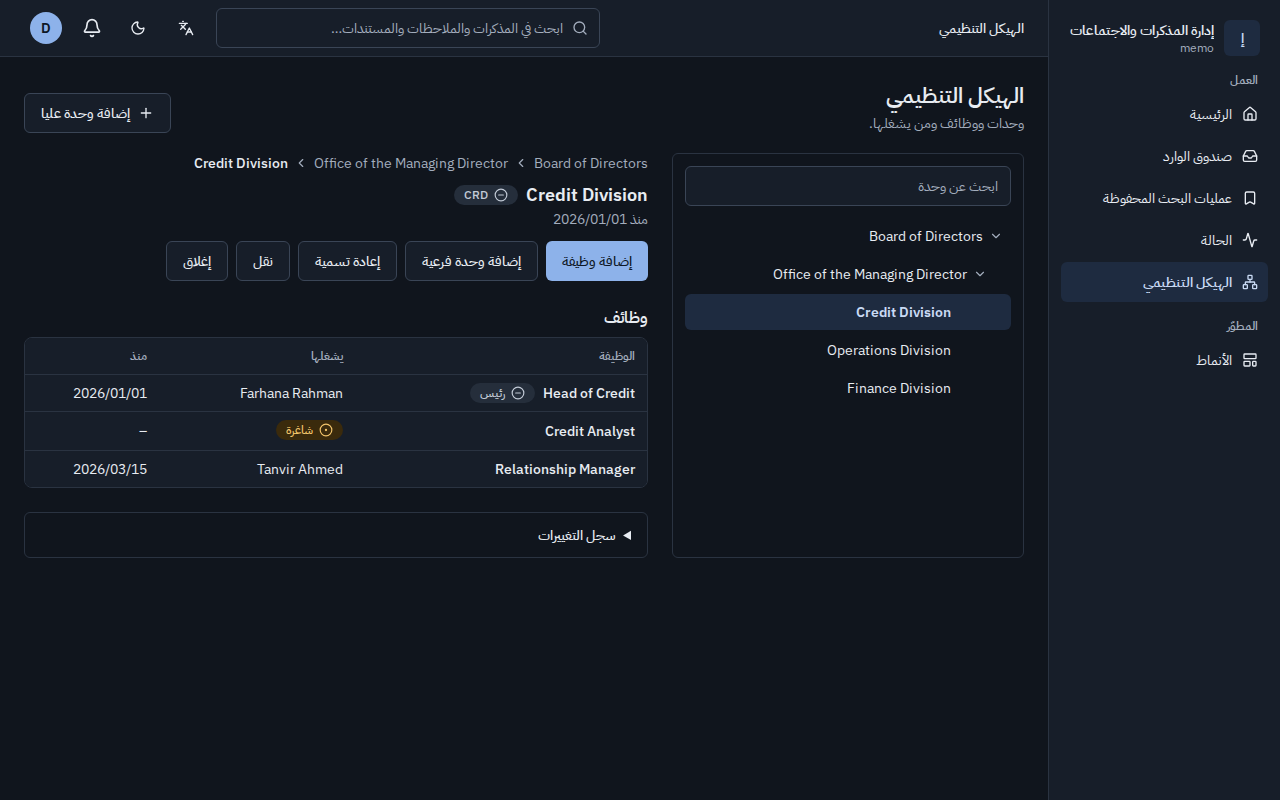 إ
إدارة المذكرات والاجتماعات
memo
العمل
الرئيسية
صندوق الوارد
عمليات البحث المحفوظة
الحالة
الهيكل التنظيمي
المطوّر
الأنماط
الهيكل التنظيمي
ابحث في المذكرات والملاحظات والمستندات...
D
الهيكل التنظيمي
وحدات ووظائف ومن يشغلها.
إضافة وحدة عليا
ابحث عن وحدة
Board of Directors
Office of the Managing Director
Credit Division
Operations Division
Finance Division
Board of Directors › Office of the Managing Director › Credit Division
Credit Division CRD
منذ 2026/01/01
إضافة وظيفة إضافة وحدة فرعية إعادة تسمية نقل إغلاق
وظائف
الوظيفة يشغلها منذ
Head of Credit رئيس Farhana Rahman 2026/01/01
Credit Analyst شاغرة –
Relationship Manager Tanvir Ahmed 2026/03/15
سجل التغييرات